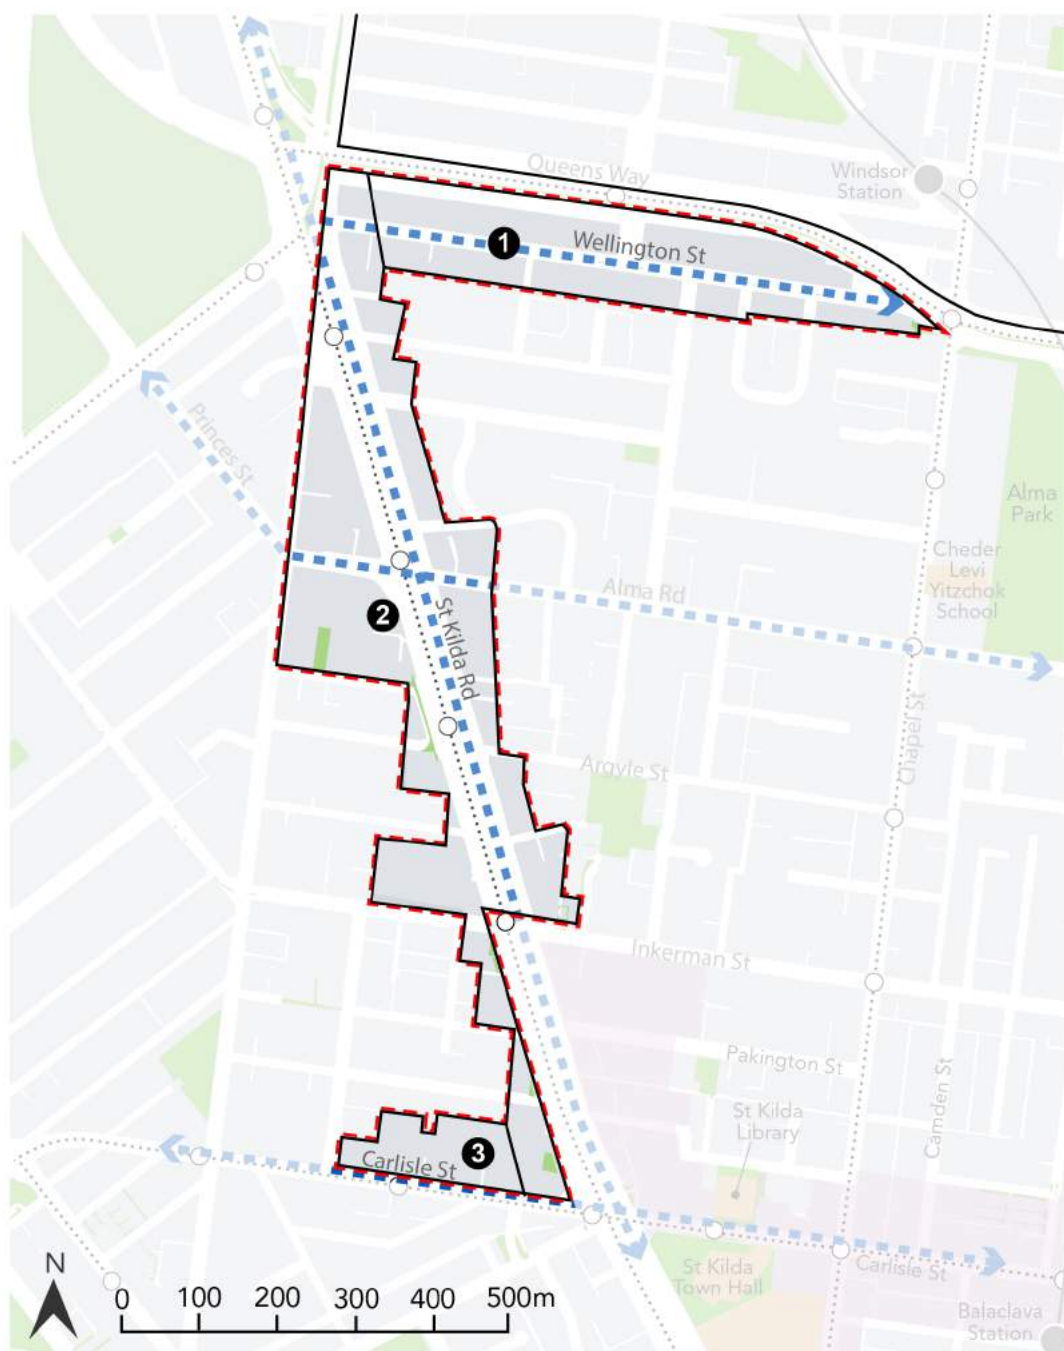 Queens Way
Windsor
Station
1
Wellington St
Princes St
Alma
Park
Cheder
Levi
Yitzchok
School
Alma Rd
2
St Kilda Rd
Chapel St
Argyle St
Inkerman St
Pakington St
Camden St
St Kilda
Library
3
Carlisle St
St Kilda
Town Hall
Carlisle St
Balaclava
Station
N
0 100 200 300 400 500m